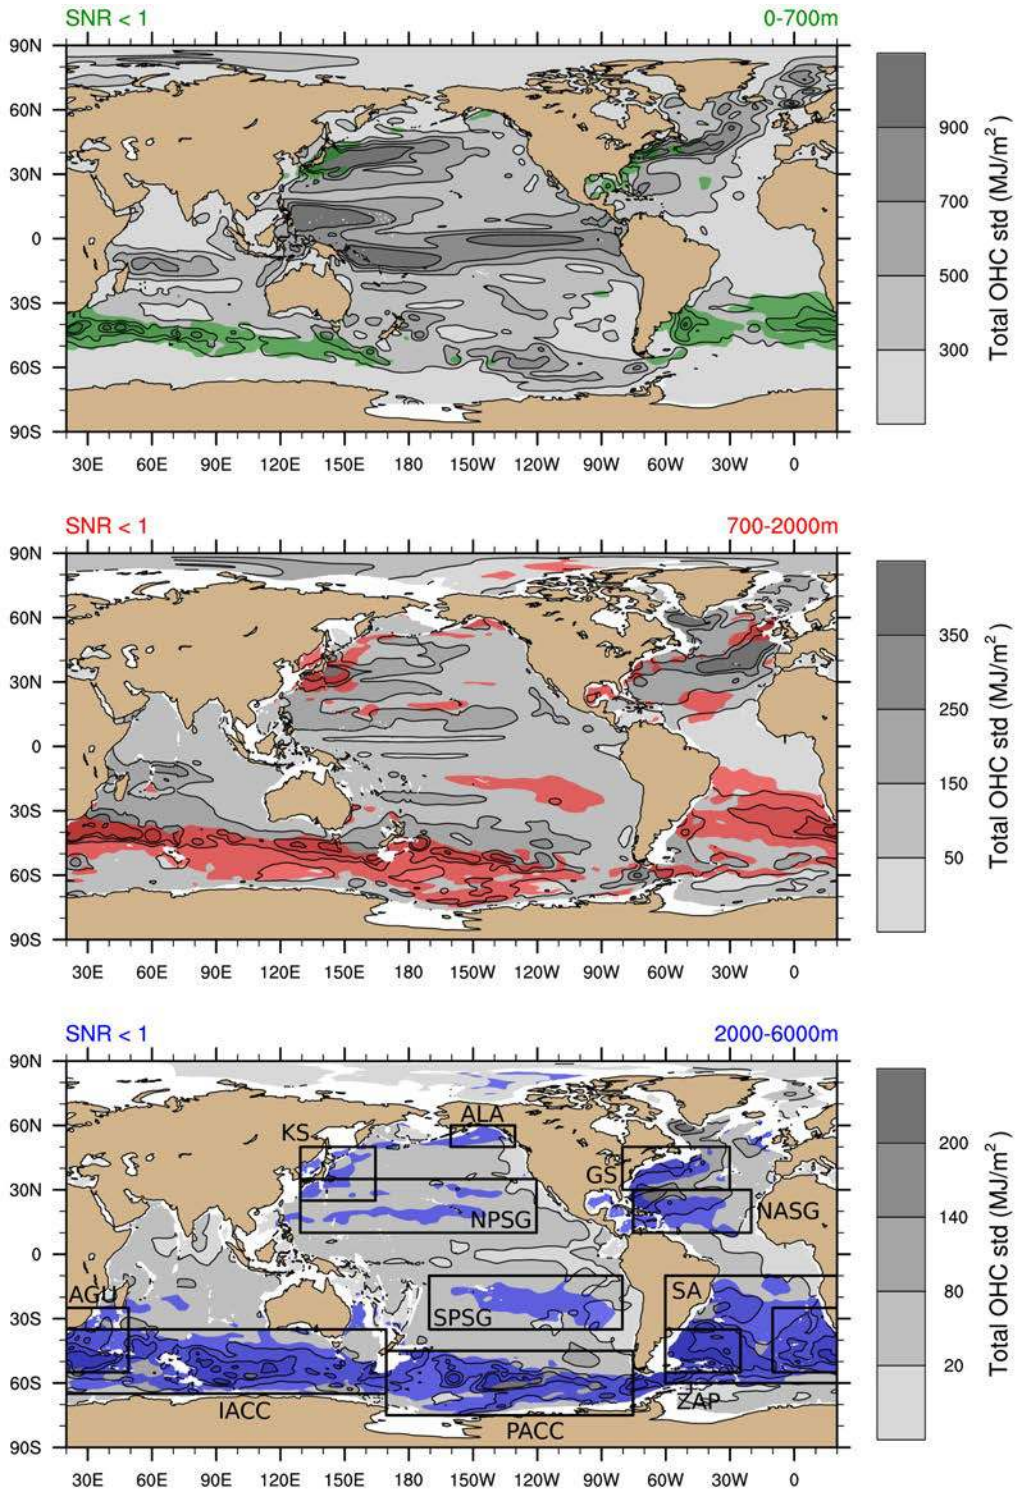 SNR < 1 0-700m
90N
60N
30N
0
30S
60S
90S
30E 60E 90E 120E 150E 180 150W 120W 90W 60W 30W 0
900
700
500
300
Total OHC std (MJ/m²)
SNR < 1 700-2000m
90N
60N
30N
0
30S
60S
90S
30E 60E 90E 120E 150E 180 150W 120W 90W 60W 30W 0
350
250
150
50
Total OHC std (MJ/m²)
SNR < 1 2000-6000m
90N
60N
30N
0
30S
60S
90S
KS
ALA
GS
NPSG
NASG
AGU
SPSG
SA
IACC
ZAP
PACC
30E 60E 90E 120E 150E 180 150W 120W 90W 60W 30W 0
200
140
80
20
Total OHC std (MJ/m²)